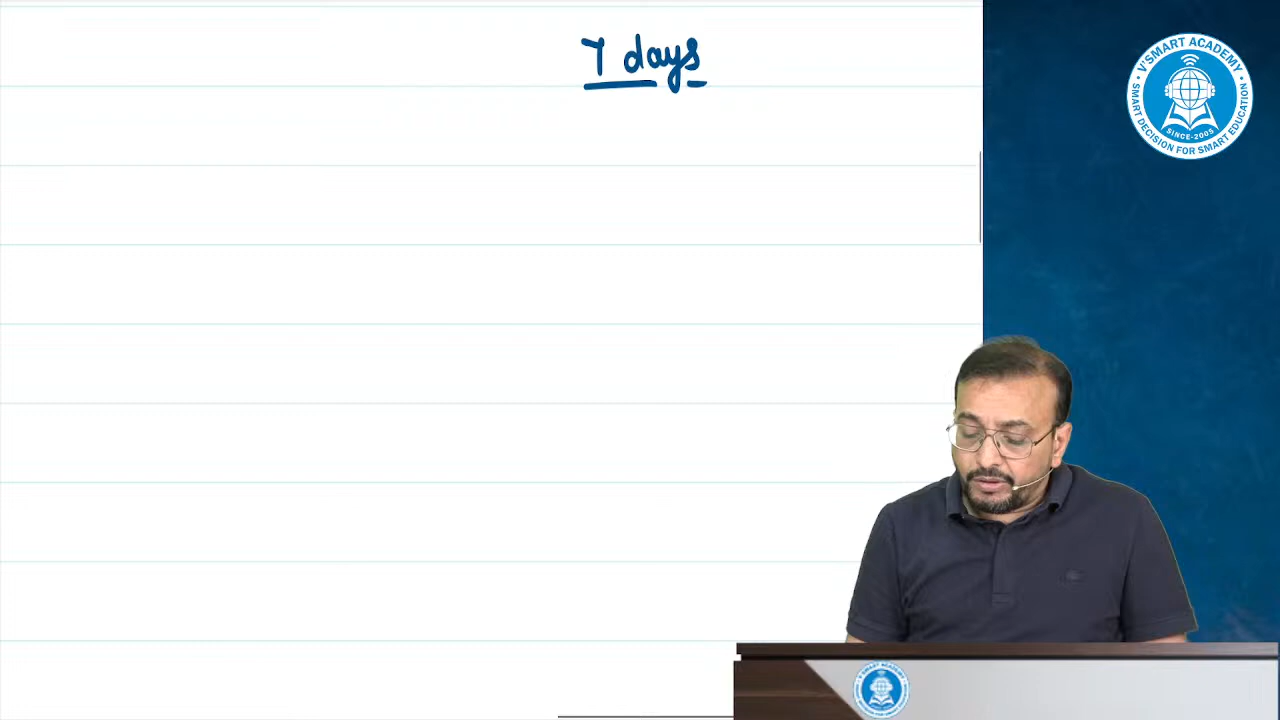 7 days
V'SMART ACADEMY
SINCE-2005
SMART DECISION FOR SMART EDUCATION